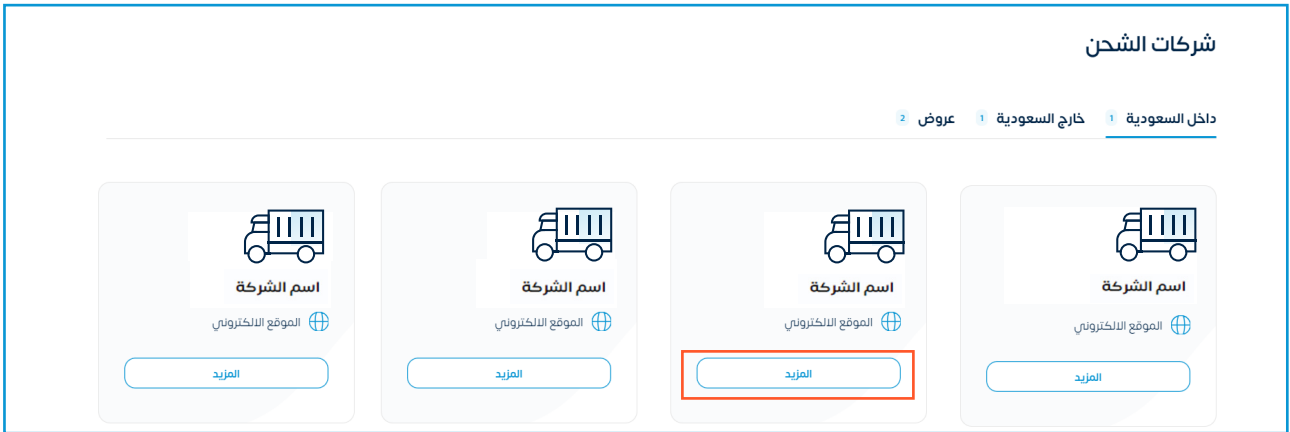 شركات الشحن
داخل السعودية 1 خارج السعودية 1 عروض 2
اسم الشركة
الموقع الالكتروني
المزيد
اسم الشركة
الموقع الالكتروني
المزيد
اسم الشركة
الموقع الالكتروني
المزيد
اسم الشركة
الموقع الالكتروني
المزيد